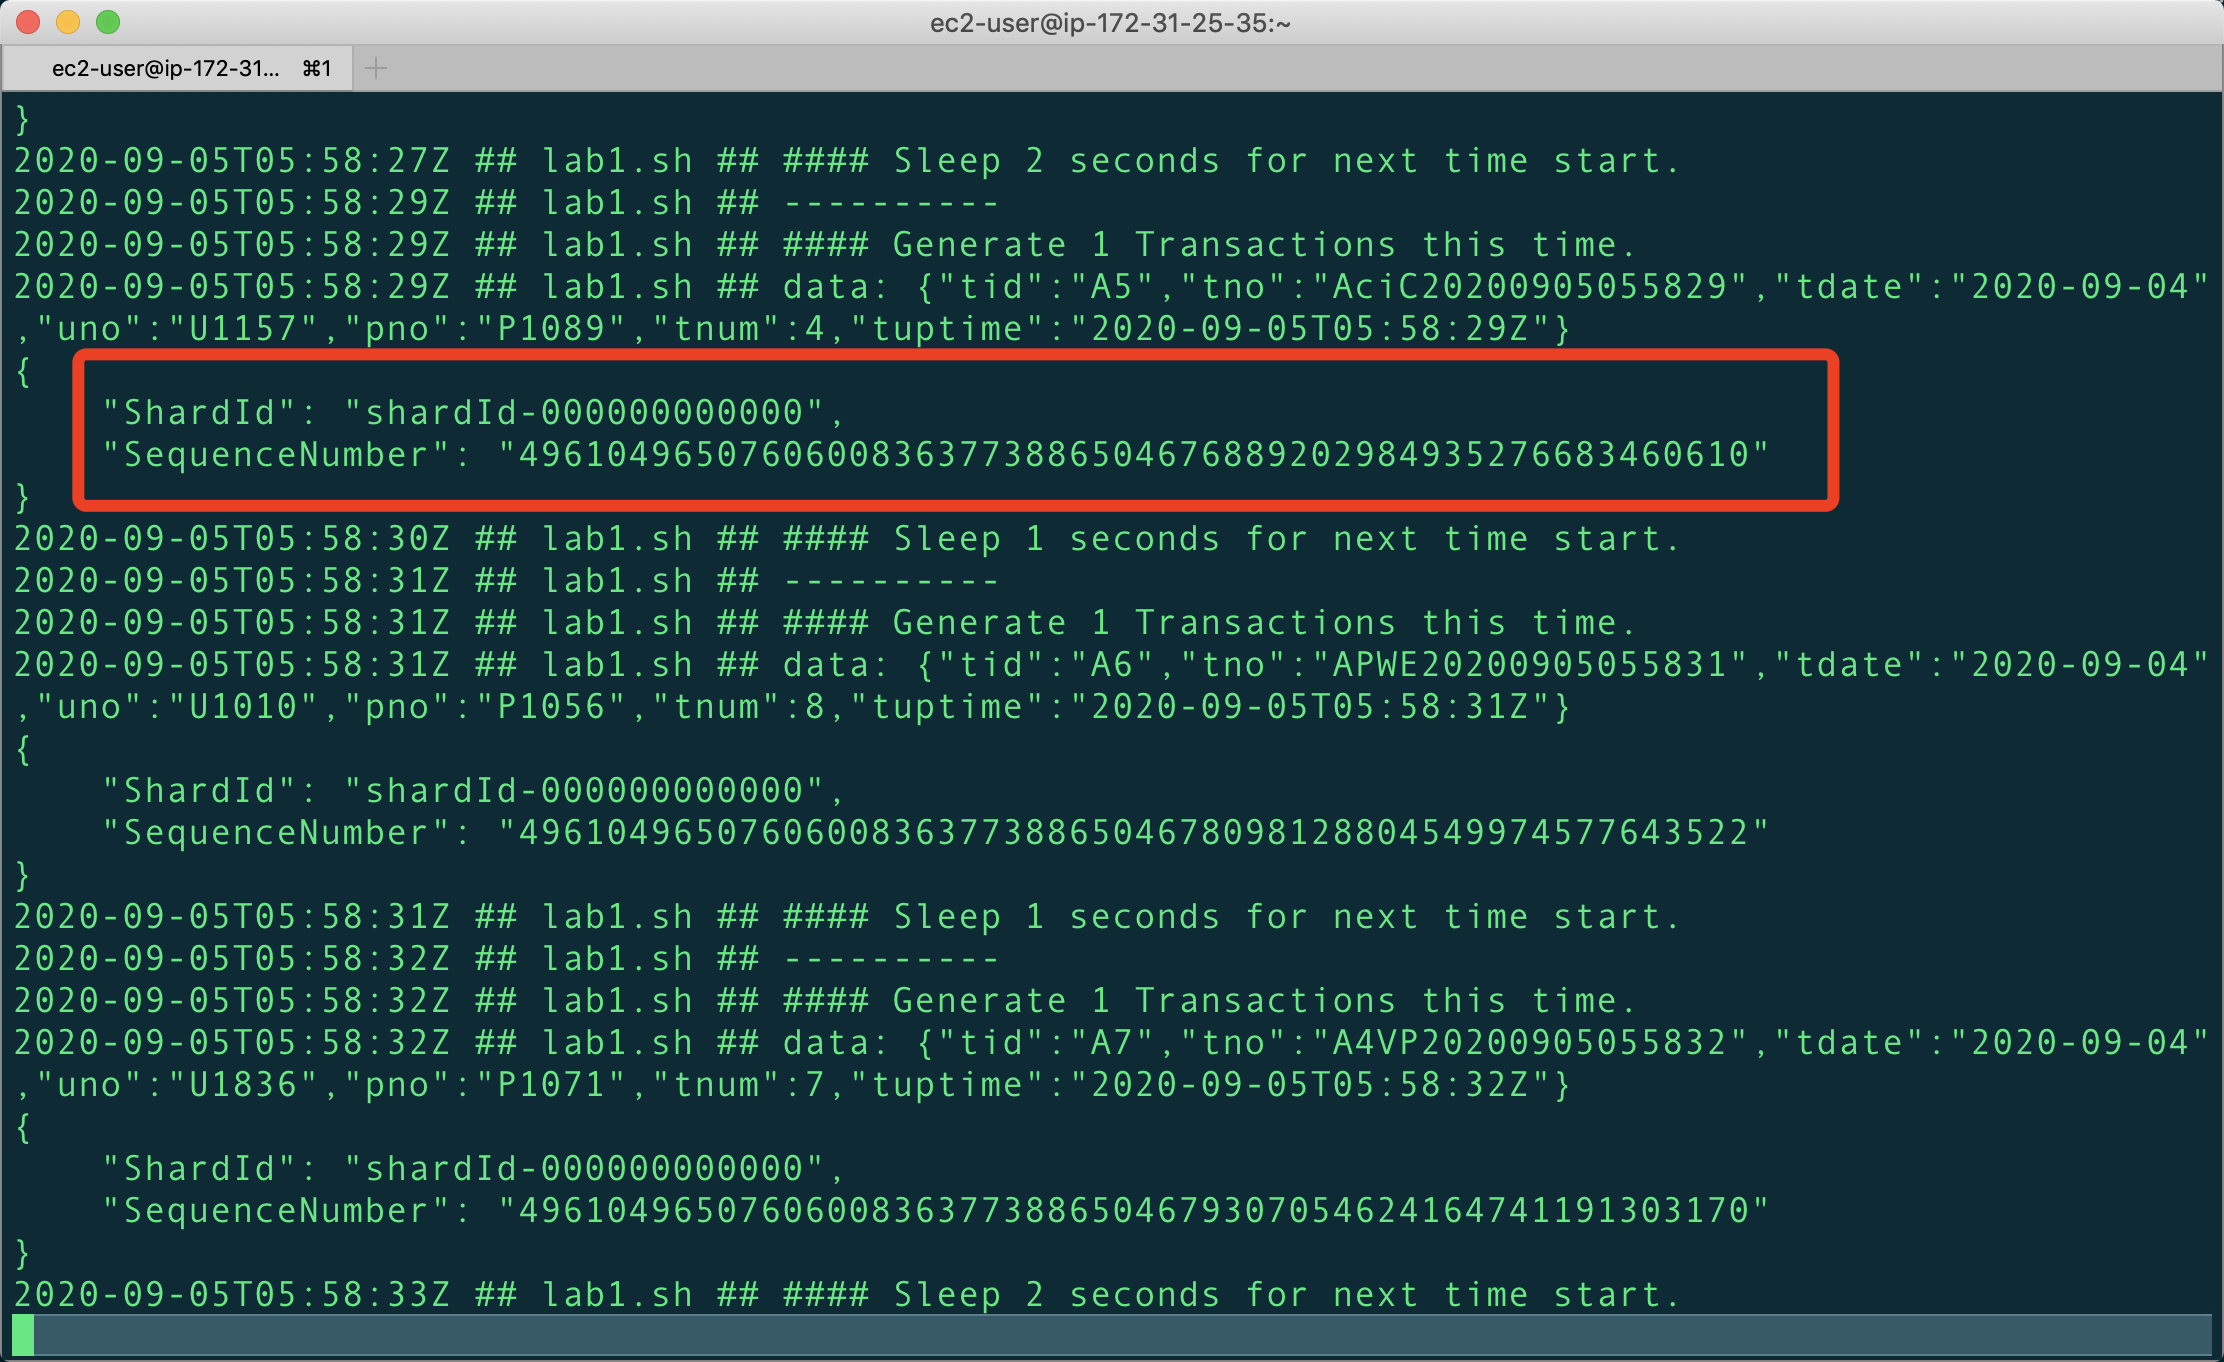 ec2-user@ip-172-31-25-35:~
ec2-user@ip-172-31... ⌘1
}
2020-09-05T05:58:27Z ## lab1.sh ## #### Sleep 2 seconds for next time start.
2020-09-05T05:58:29Z ## lab1.sh ## ----------
2020-09-05T05:58:29Z ## lab1.sh ## #### Generate 1 Transactions this time.
2020-09-05T05:58:29Z ## lab1.sh ## data: {"tid":"A5","tno":"AciC20200905055829","tdate":"2020-09-04"
,"uno":"U1157","pno":"P1089","tnum":4,"tuptime":"2020-09-05T05:58:29Z"}
{
    "ShardId": "shardId-000000000000",
    "SequenceNumber": "49610496507606008363773886504676889202984935276683460610"
}
2020-09-05T05:58:30Z ## lab1.sh ## #### Sleep 1 seconds for next time start.
2020-09-05T05:58:31Z ## lab1.sh ## ----------
2020-09-05T05:58:31Z ## lab1.sh ## #### Generate 1 Transactions this time.
2020-09-05T05:58:31Z ## lab1.sh ## data: {"tid":"A6","tno":"APWE20200905055831","tdate":"2020-09-04"
,"uno":"U1010","pno":"P1056","tnum":8,"tuptime":"2020-09-05T05:58:31Z"}
{
    "ShardId": "shardId-000000000000",
    "SequenceNumber": "49610496507606008363773886504678098128804549974577643522"
}
2020-09-05T05:58:31Z ## lab1.sh ## #### Sleep 1 seconds for next time start.
2020-09-05T05:58:32Z ## lab1.sh ## ----------
2020-09-05T05:58:32Z ## lab1.sh ## #### Generate 1 Transactions this time.
2020-09-05T05:58:32Z ## lab1.sh ## data: {"tid":"A7","tno":"A4VP20200905055832","tdate":"2020-09-04"
,"uno":"U1836","pno":"P1071","tnum":7,"tuptime":"2020-09-05T05:58:32Z"}
{
    "ShardId": "shardId-000000000000",
    "SequenceNumber": "49610496507606008363773886504679307054624164741191303170"
}
2020-09-05T05:58:33Z ## lab1.sh ## #### Sleep 2 seconds for next time start.